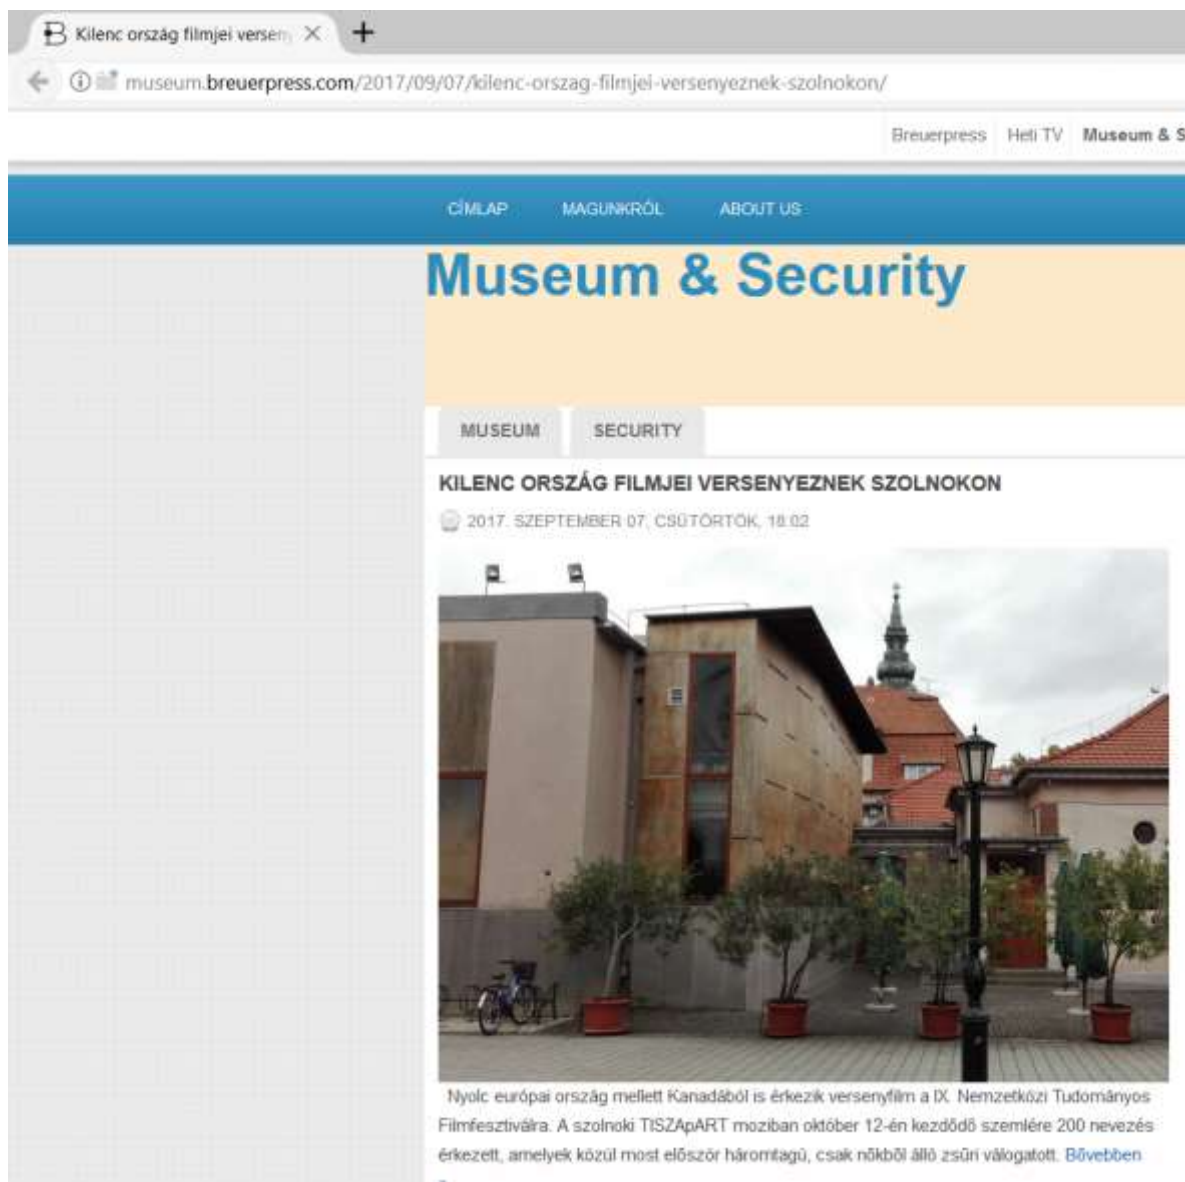 Kilenc ország filmjei verseny
museum.breuerpress.com/2017/09/07/kilenc-orszag-filmjei-versenyeznek-szolnokon/
Breuerpress Heti TV Museum & S
CÍMLAP MAGUNKRÓL ABOUT US
Museum & Security
MUSEUM SECURITY
KILENC ORSZÁG FILMJEI VERSENYEZNEK SZOLNOKON
2017. SZEPTEMBER 07, CSÜTÖRTÖK, 18:02
Nyolc európai ország mellett Kanadából is érkezik versenyfilm a IX. Nemzetközi Tudományos
Filmfesztiválra. A szolnoki TISZApART moziban október 12-én kezdődő szemlére 200 nevezés
érkezett, amelyek közül most először háromtagú, csak nőkből álló zsűri válogatott. Bővebben